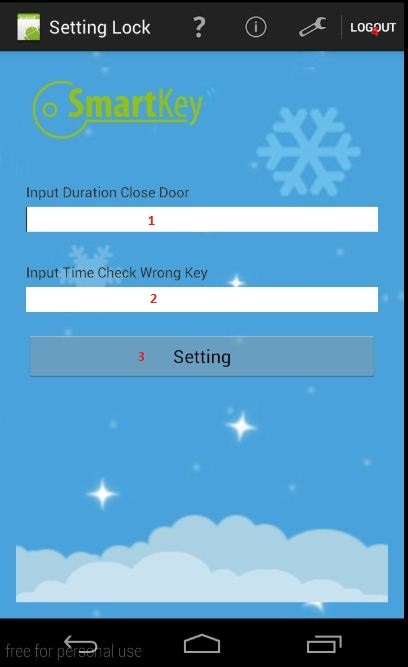 Setting Lock ? LOGOUT
4
SmartKey
Input Duration Close Door
1
Input Time Check Wrong Key
2
3 Setting
free for personal use